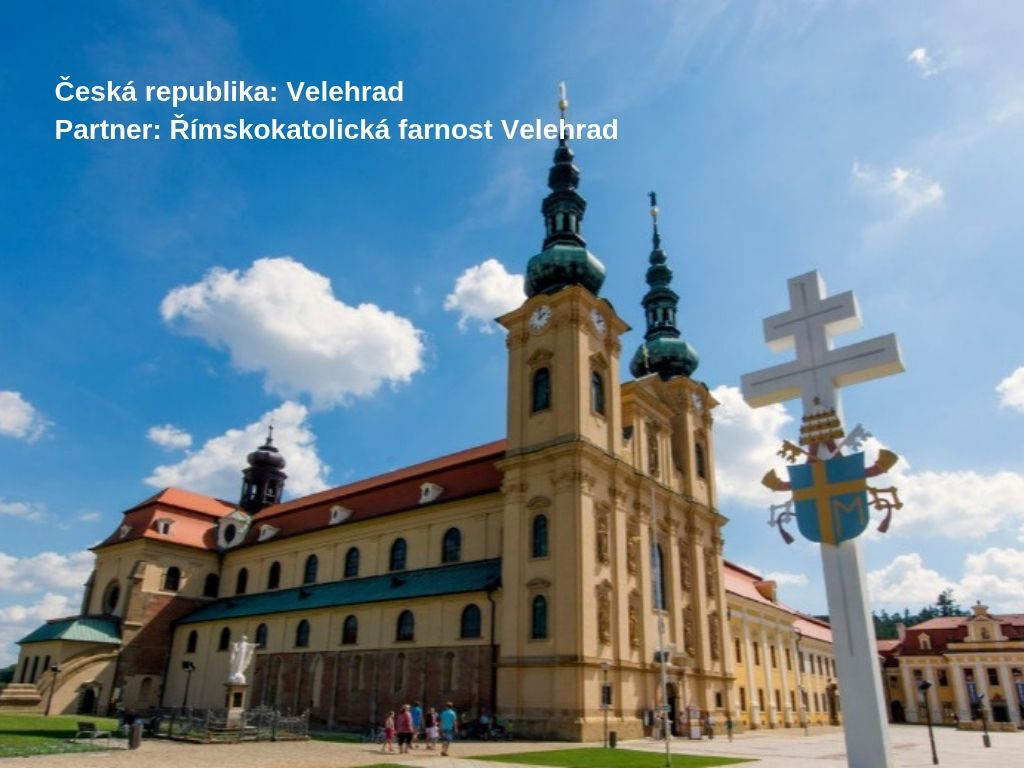 Česká republika: Velehrad
Partner: Římskokatolická farnost Velehrad
M